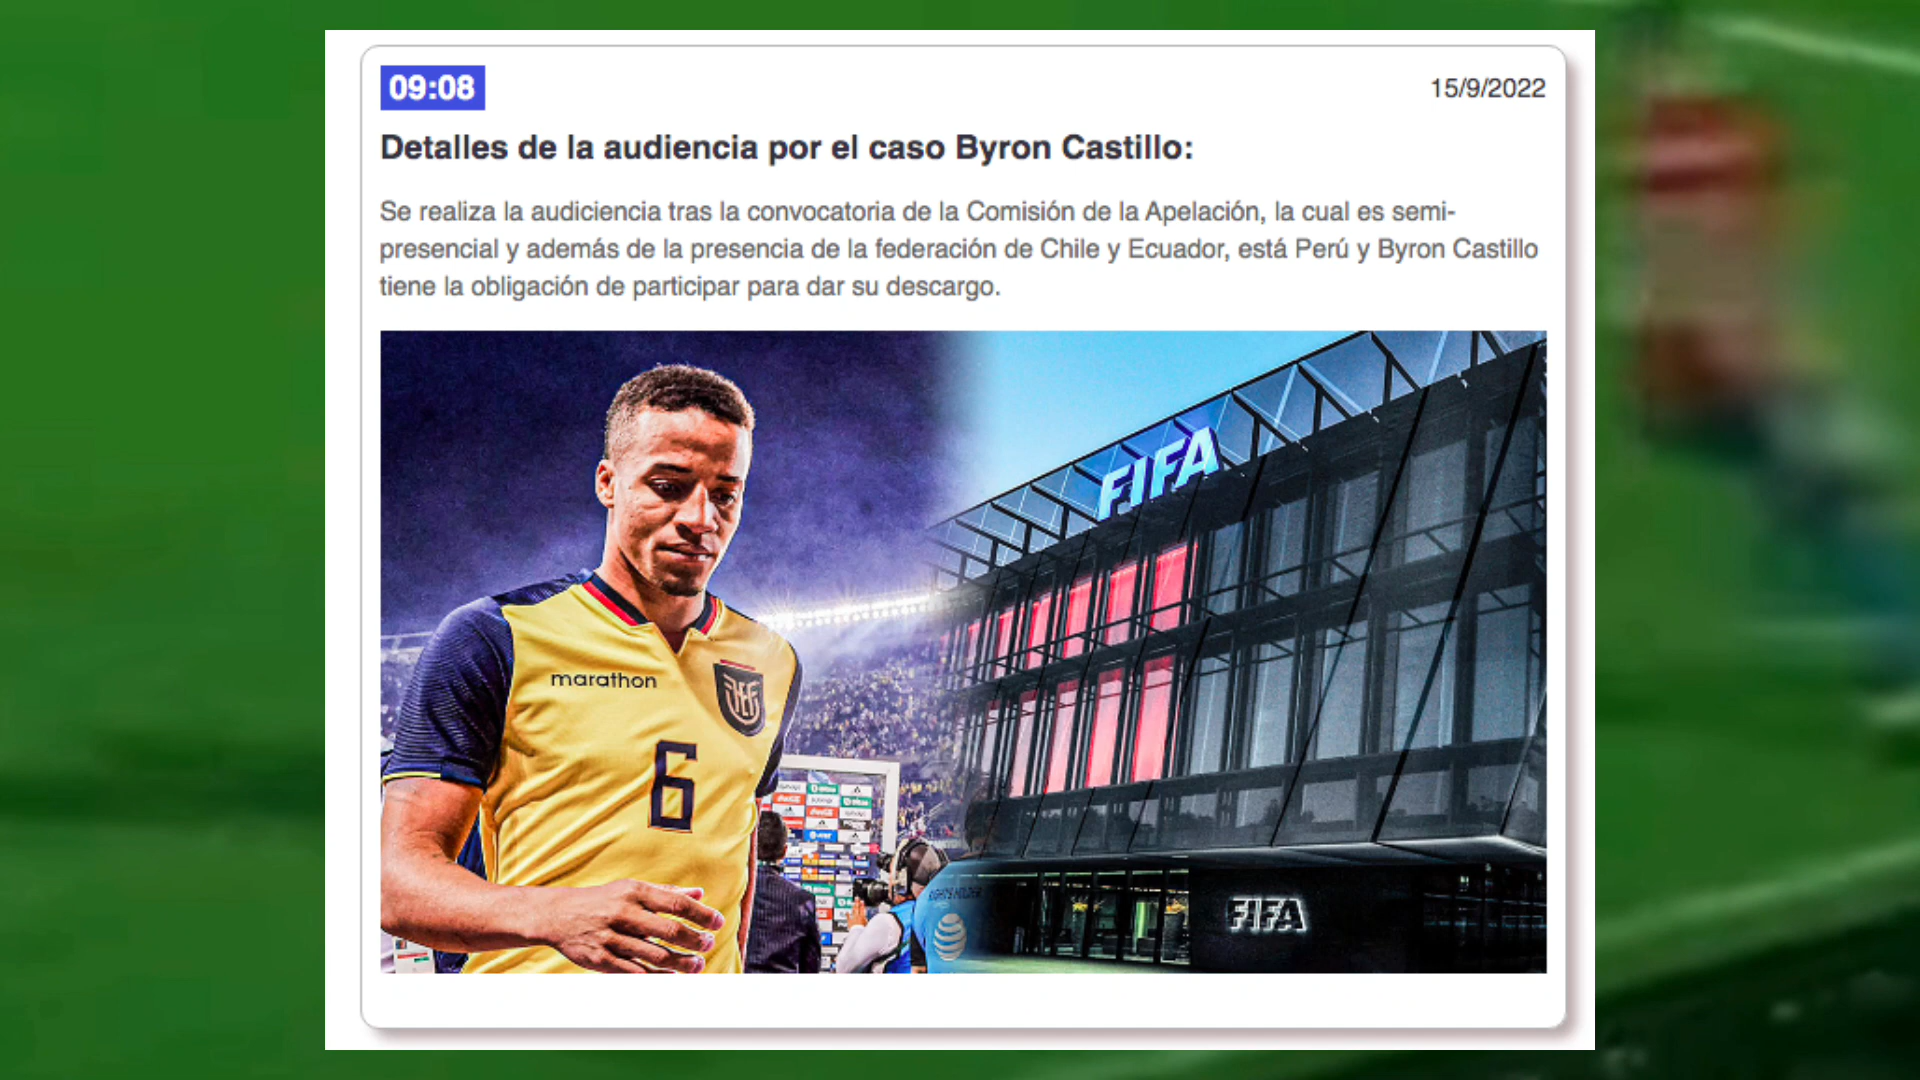 09:08
15/9/2022
Detalles de la audiencia por el caso Byron Castillo:
Se realiza la audiciencia tras la convocatoria de la Comisión de la Apelación, la cual es semi-
presencial y además de la presencia de la federación de Chile y Ecuador, está Perú y Byron Castillo
tiene la obligación de participar para dar su descargo.
FIFA
marathon
FEF
6
RIGHTS HOLDER
FIFA